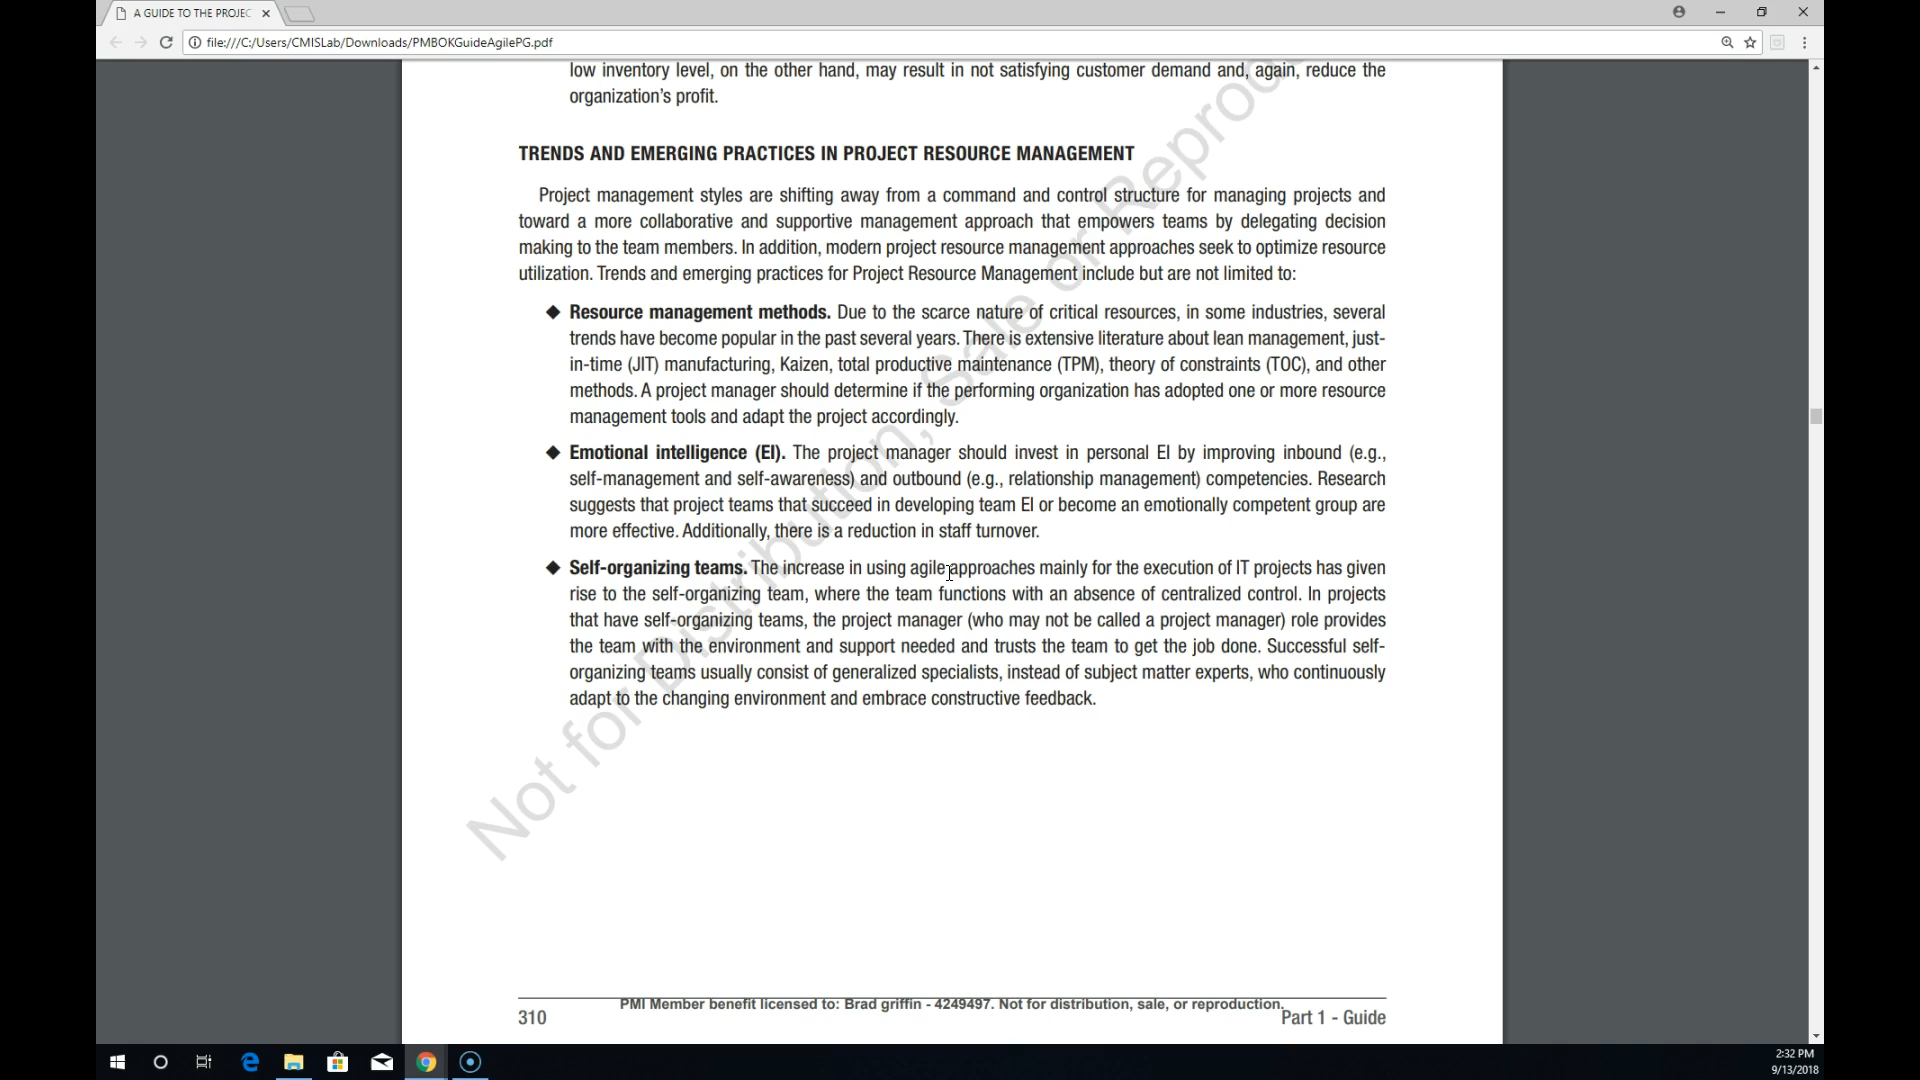 A GUIDE TO THE PROJEC
file:///C:/Users/CMISLab/Downloads/PMBOKGuideAgilePG.pdf
low inventory level, on the other hand, may result in not satisfying customer demand and, again, reduce the
organization's profit.
TRENDS AND EMERGING PRACTICES IN PROJECT RESOURCE MANAGEMENT
Project management styles are shifting away from a command and control structure for managing projects and
toward a more collaborative and supportive management approach that empowers teams by delegating decision
making to the team members. In addition, modern project resource management approaches seek to optimize resource
utilization. Trends and emerging practices for Project Resource Management include but are not limited to:
◆ Resource management methods. Due to the scarce nature of critical resources, in some industries, several
trends have become popular in the past several years. There is extensive literature about lean management, just-
in-time (JIT) manufacturing, Kaizen, total productive maintenance (TPM), theory of constraints (TOC), and other
methods. A project manager should determine if the performing organization has adopted one or more resource
management tools and adapt the project accordingly.
◆ Emotional intelligence (EI). The project manager should invest in personal EI by improving inbound (e.g.,
self-management and self-awareness) and outbound (e.g., relationship management) competencies. Research
suggests that project teams that succeed in developing team EI or become an emotionally competent group are
more effective. Additionally, there is a reduction in staff turnover.
◆ Self-organizing teams. The increase in using agile approaches mainly for the execution of IT projects has given
rise to the self-organizing team, where the team functions with an absence of centralized control. In projects
that have self-organizing teams, the project manager (who may not be called a project manager) role provides
the team with the environment and support needed and trusts the team to get the job done. Successful self-
organizing teams usually consist of generalized specialists, instead of subject matter experts, who continuously
adapt to the changing environment and embrace constructive feedback.
Not for Distribution, Sale or Reprod
PMI Member benefit licensed to: Brad griffin - 4249497. Not for distribution, sale, or reproduction.
310
Part 1 - Guide
2:32 PM
9/13/2018